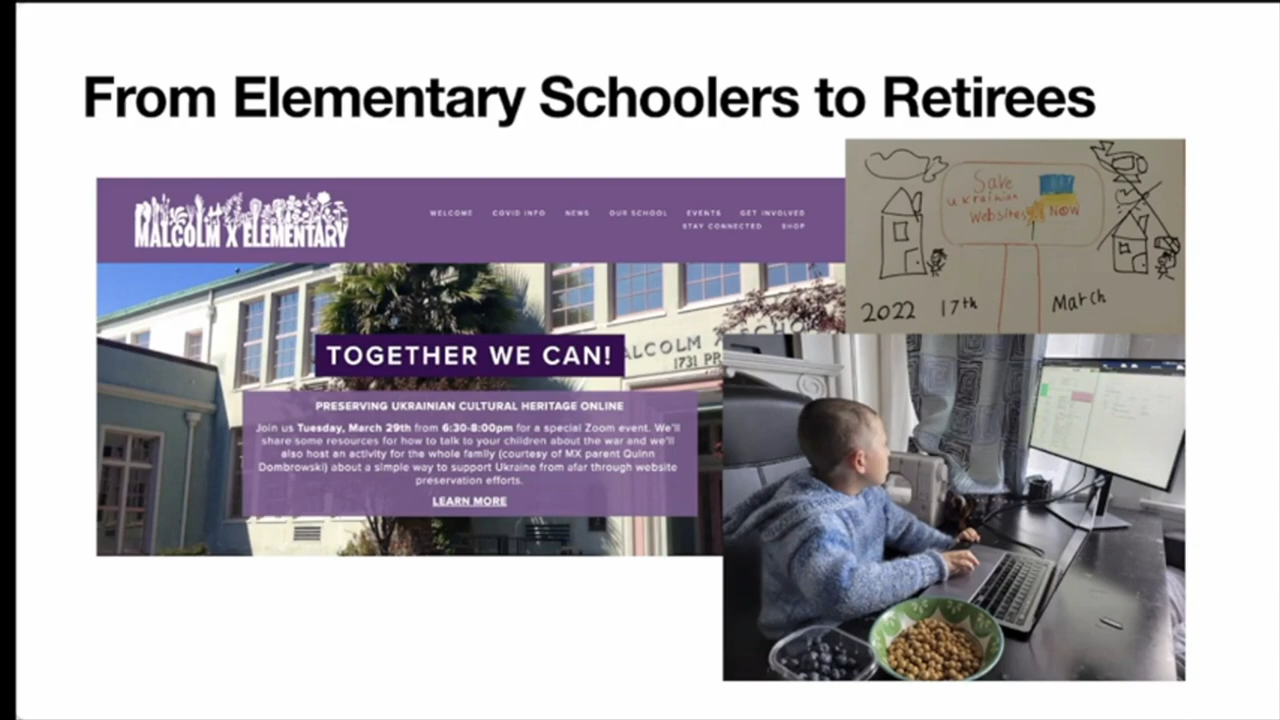 From Elementary Schoolers to Retirees
MALCOLM X ELEMENTARY
WELCOME COVID INFO NEWS OUR SCHOOL EVENTS GET INVOLVED
STAY CONNECTED SHOP
Save
ukrainian
Websites NOW
2022 17th March
ALCOLM X SCHO
1731 PR
TOGETHER WE CAN!
PRESERVING UKRAINIAN CULTURAL HERITAGE ONLINE
Join us Tuesday, March 29th from 6:30-8:00pm for a special Zoom event. We'll
share some resources for how to talk to your children about the war and we'll
also host an activity for the whole family (courtesy of MX parent Quinn
Dombrowski) about a simple way to support Ukraine from afar through website
preservation efforts.
LEARN MORE